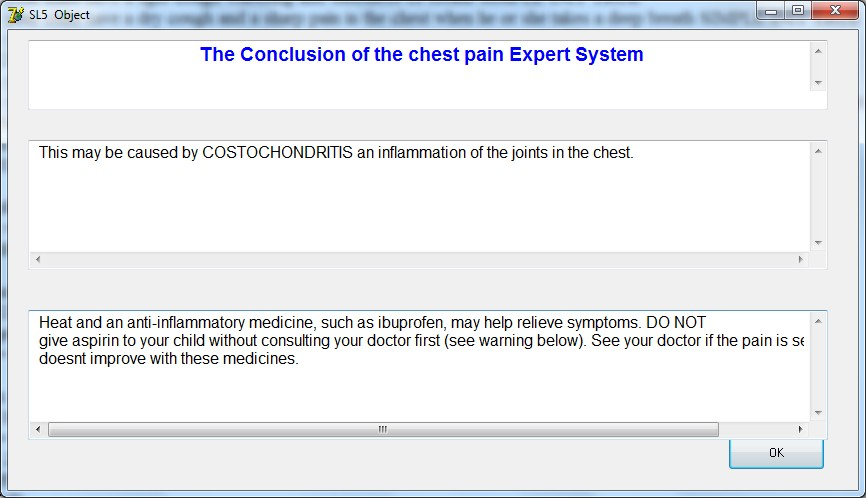 SL5 Object
have a dry cough and a sharp pain in the chest when he or she takes a deep breath
The Conclusion of the chest pain Expert System
This may be caused by COSTOCHONDRITIS an inflammation of the joints in the chest.
Heat and an anti-inflammatory medicine, such as ibuprofen, may help relieve symptoms. DO NOT
give aspirin to your child without consulting your doctor first (see warning below). See your doctor if the pain is se
doesnt improve with these medicines.
OK